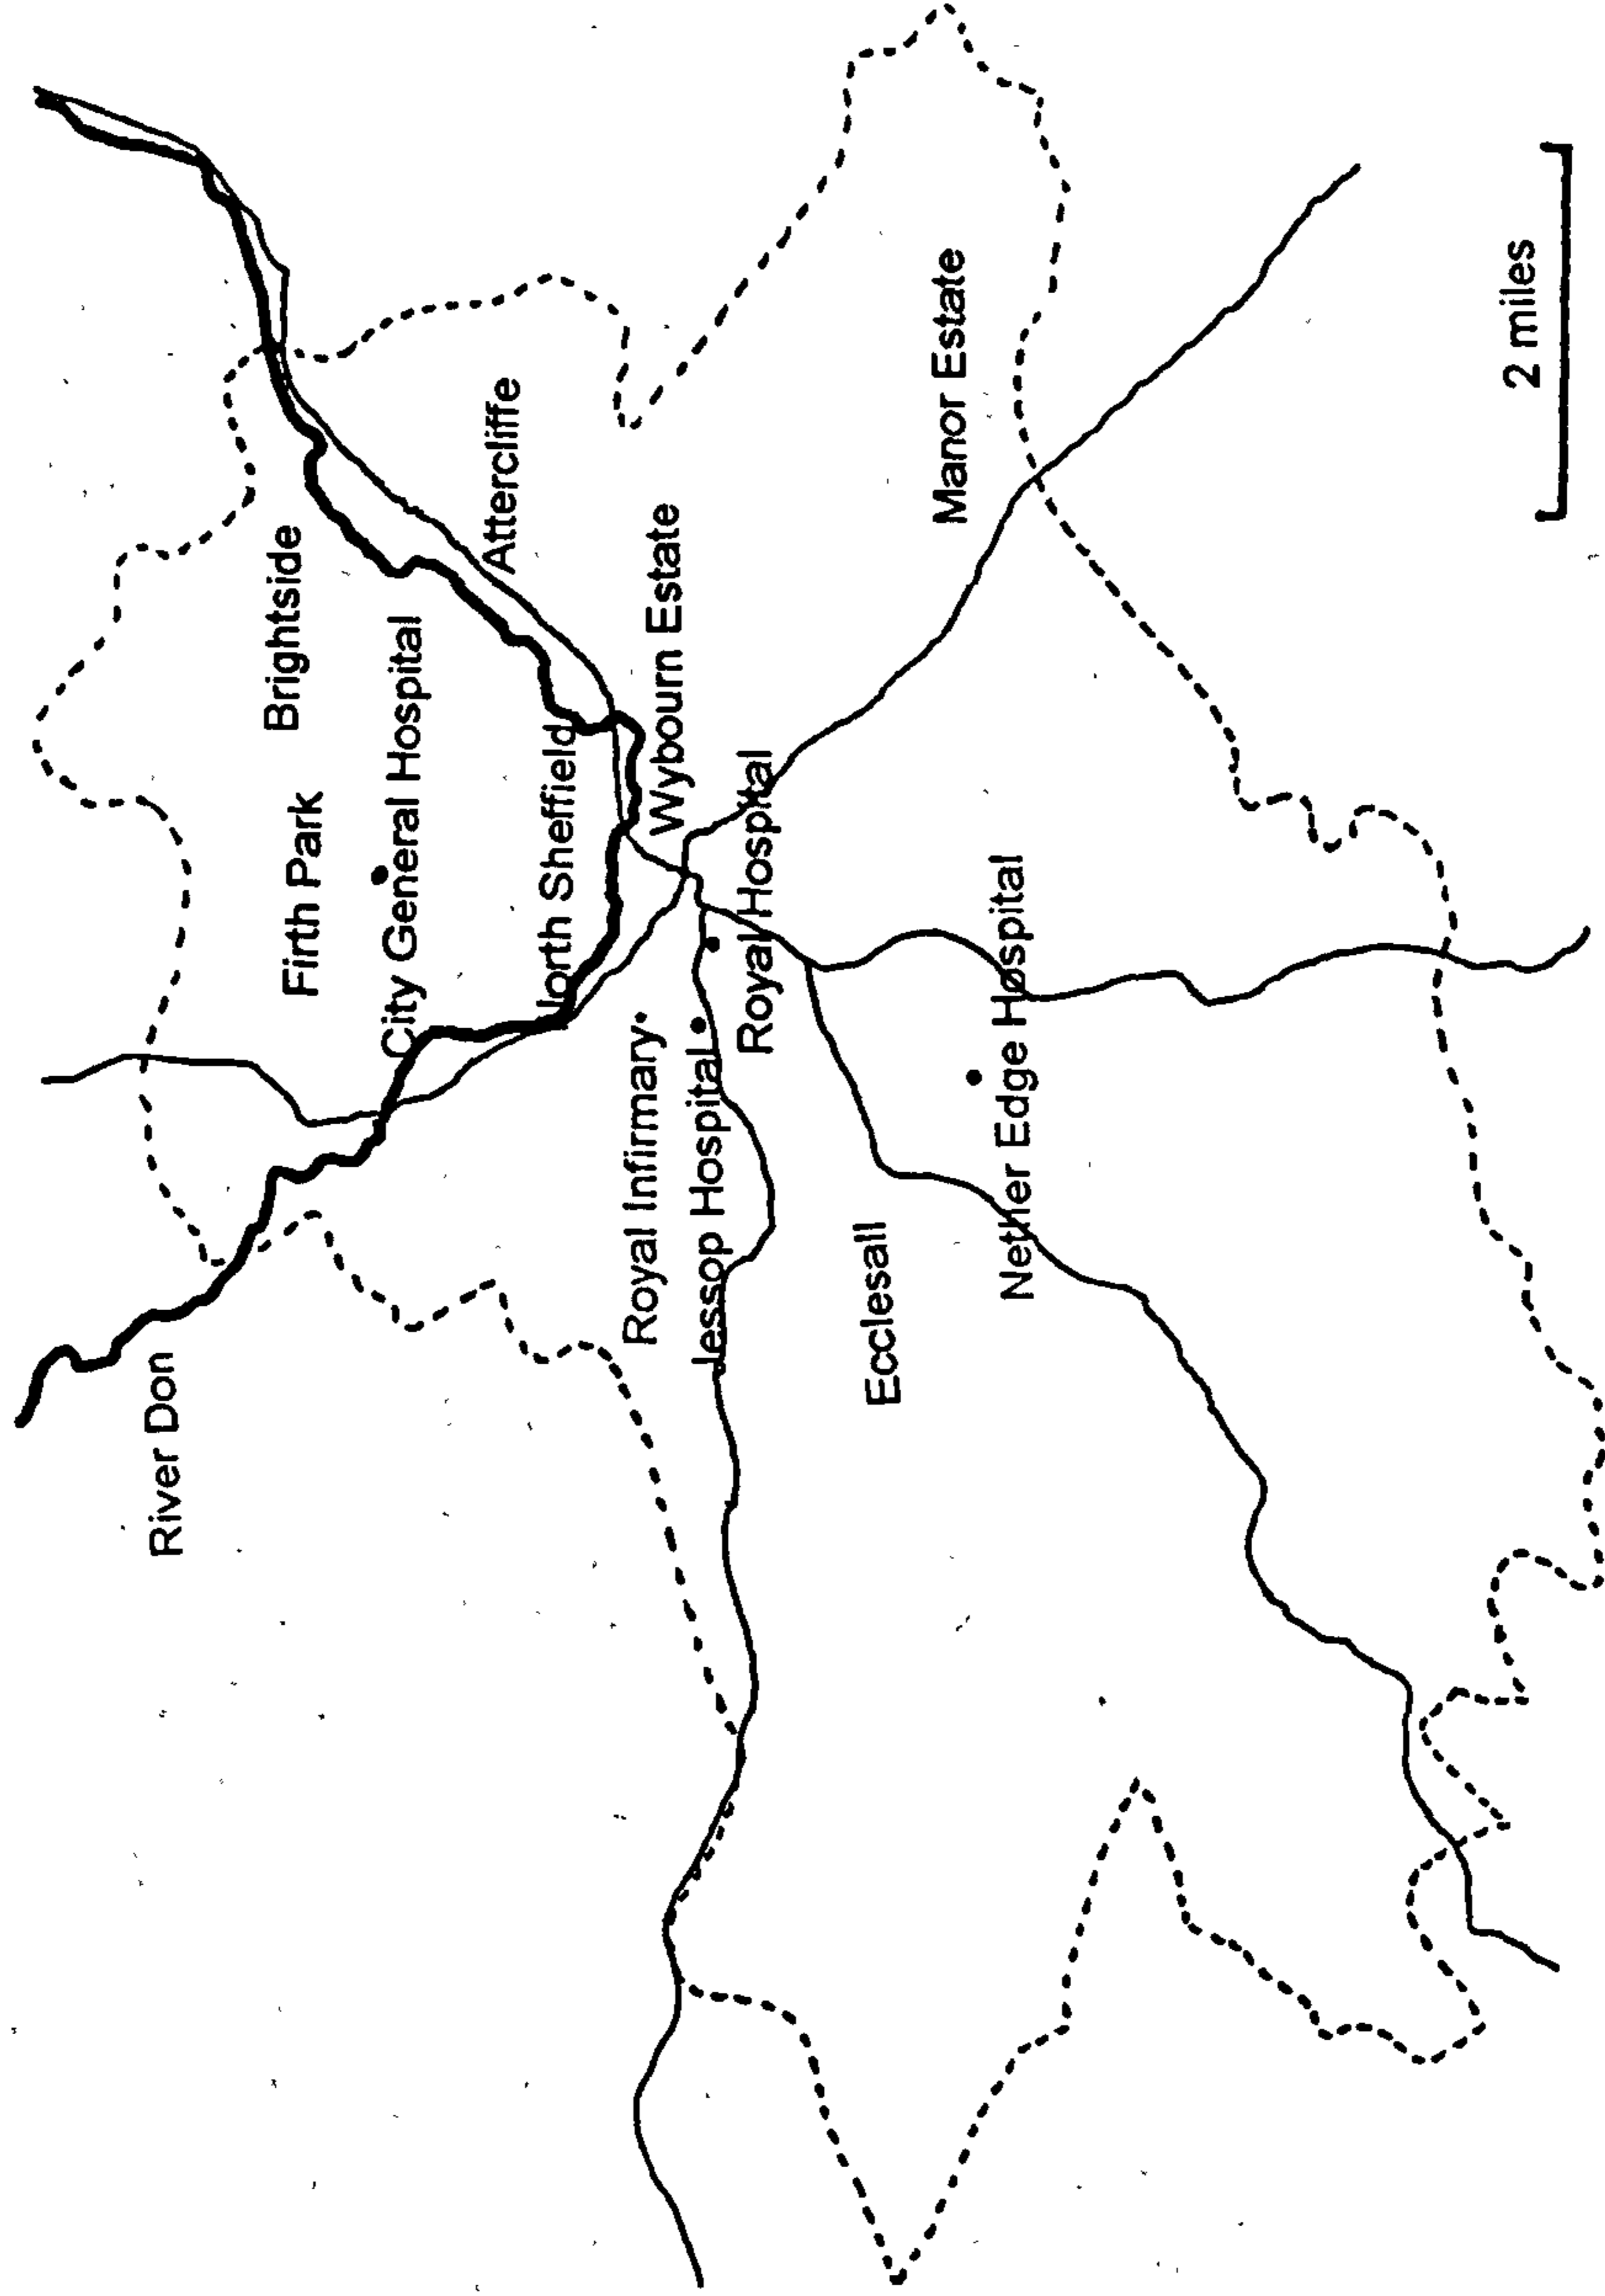 River Don
Firth Park
Brightside
City General Hospital
Attercliffe
North Sheffield
Royal Infirmary
Wybourn Estate
Jessop Hospital
Royal Hospital
Ecclesall
Manor Estate
Nether Edge Hospital
2 miles